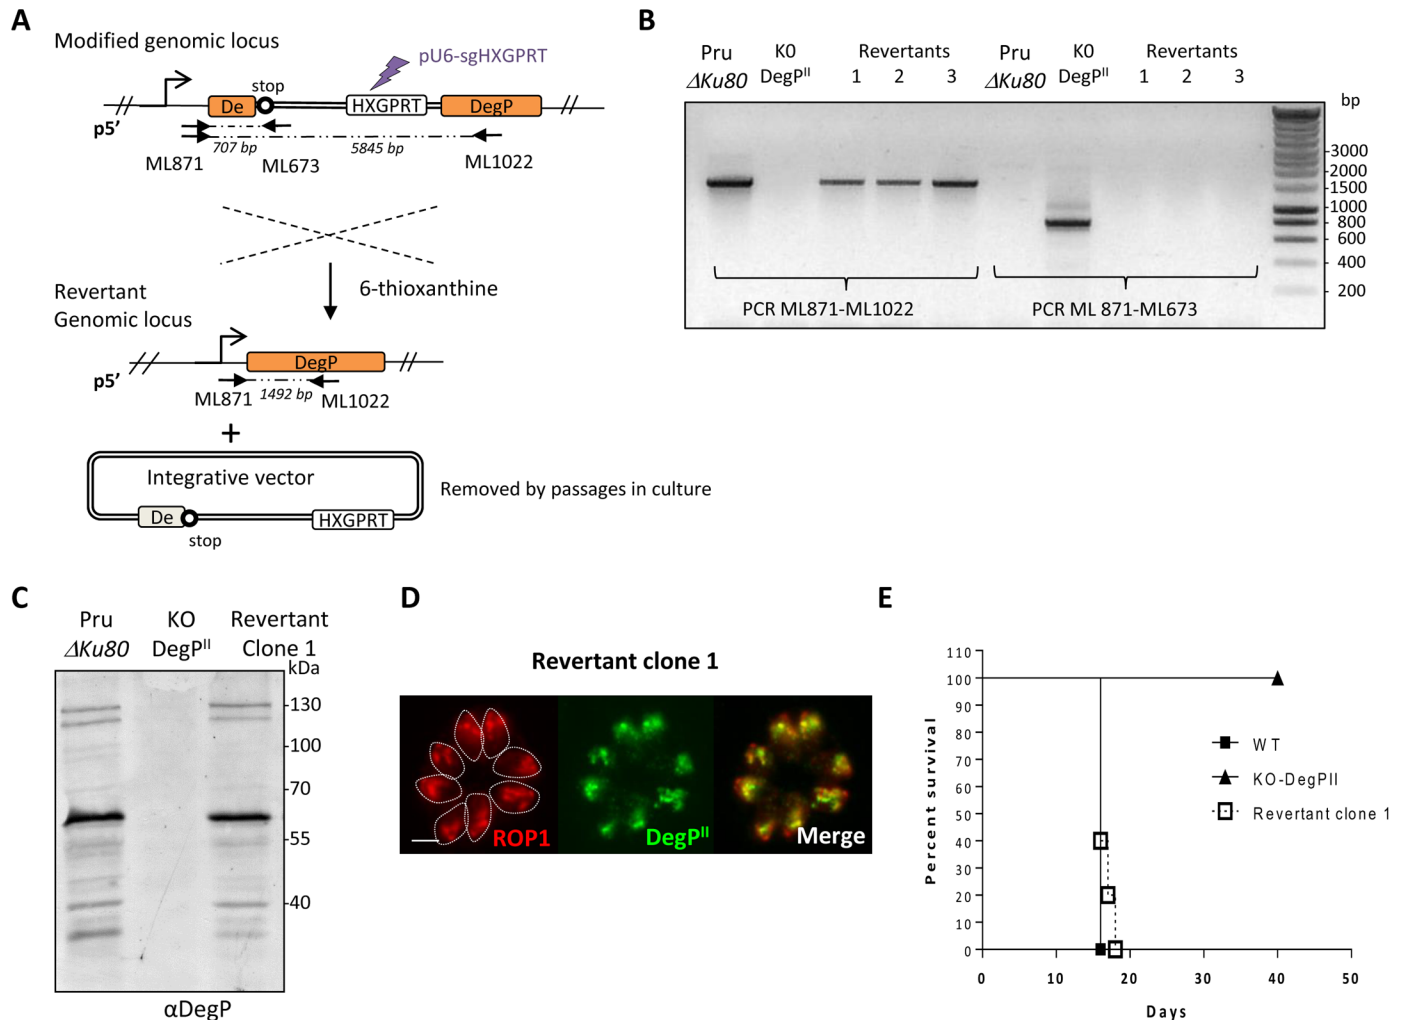 A
Modified genomic locus
pU6-sgHXGPRT
stop
De
HXGPRT
DegP
p5’
707 bp
5845 bp
ML871
ML673
ML1022
6-thioxanthine
Revertant
Genomic locus
DegP
p5’
ML871
1492 bp
ML1022
+
Integrative vector
Removed by passages in culture
De
HXGPRT
stop
B
Pru
ΔKu80
K0
DegPII
Revertants
1 2 3
Pru
ΔKu80
K0
DegPII
Revertants
1 2 3
bp
3000
2000
1500
1000
800
600
400
200
PCR ML871-ML1022
PCR ML 871-ML673
C
Pru
ΔKu80
KO
DegPII
Revertant
Clone 1
kDa
130
100
70
55
40
αDegP
D
Revertant clone 1
ROP1
DegPII
Merge
E
Percent survival
110
100
90
80
70
60
50
40
30
20
10
0
0 10 20 30 40 50
Days
WT
KO-DegPII
Revertant clone 1